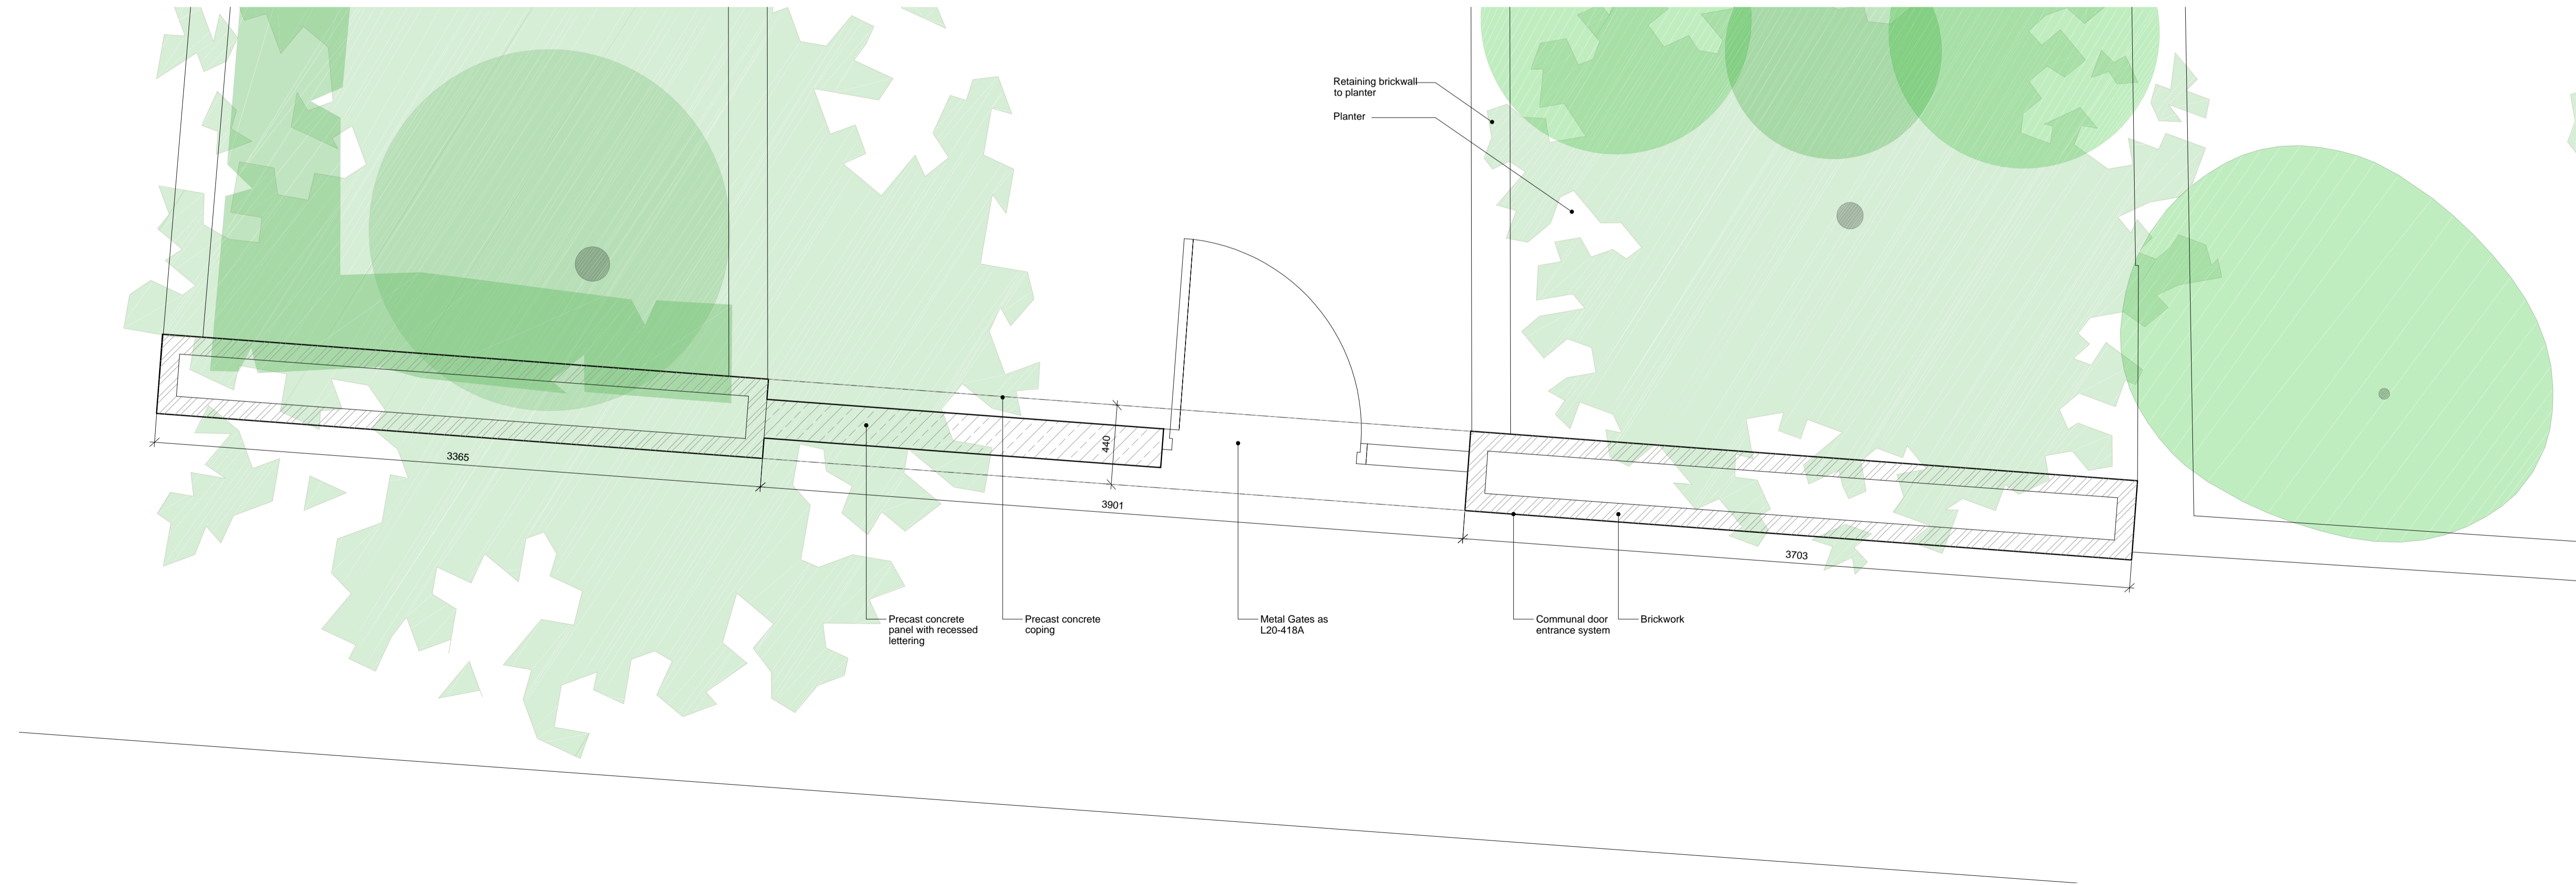 Retaining brickwall
to planter
Planter
440
3365
3901
3703
Precast concrete
panel with recessed
lettering
Precast concrete
coping
Metal Gates as
L20-418A
Communal door
entrance system
Brickwork